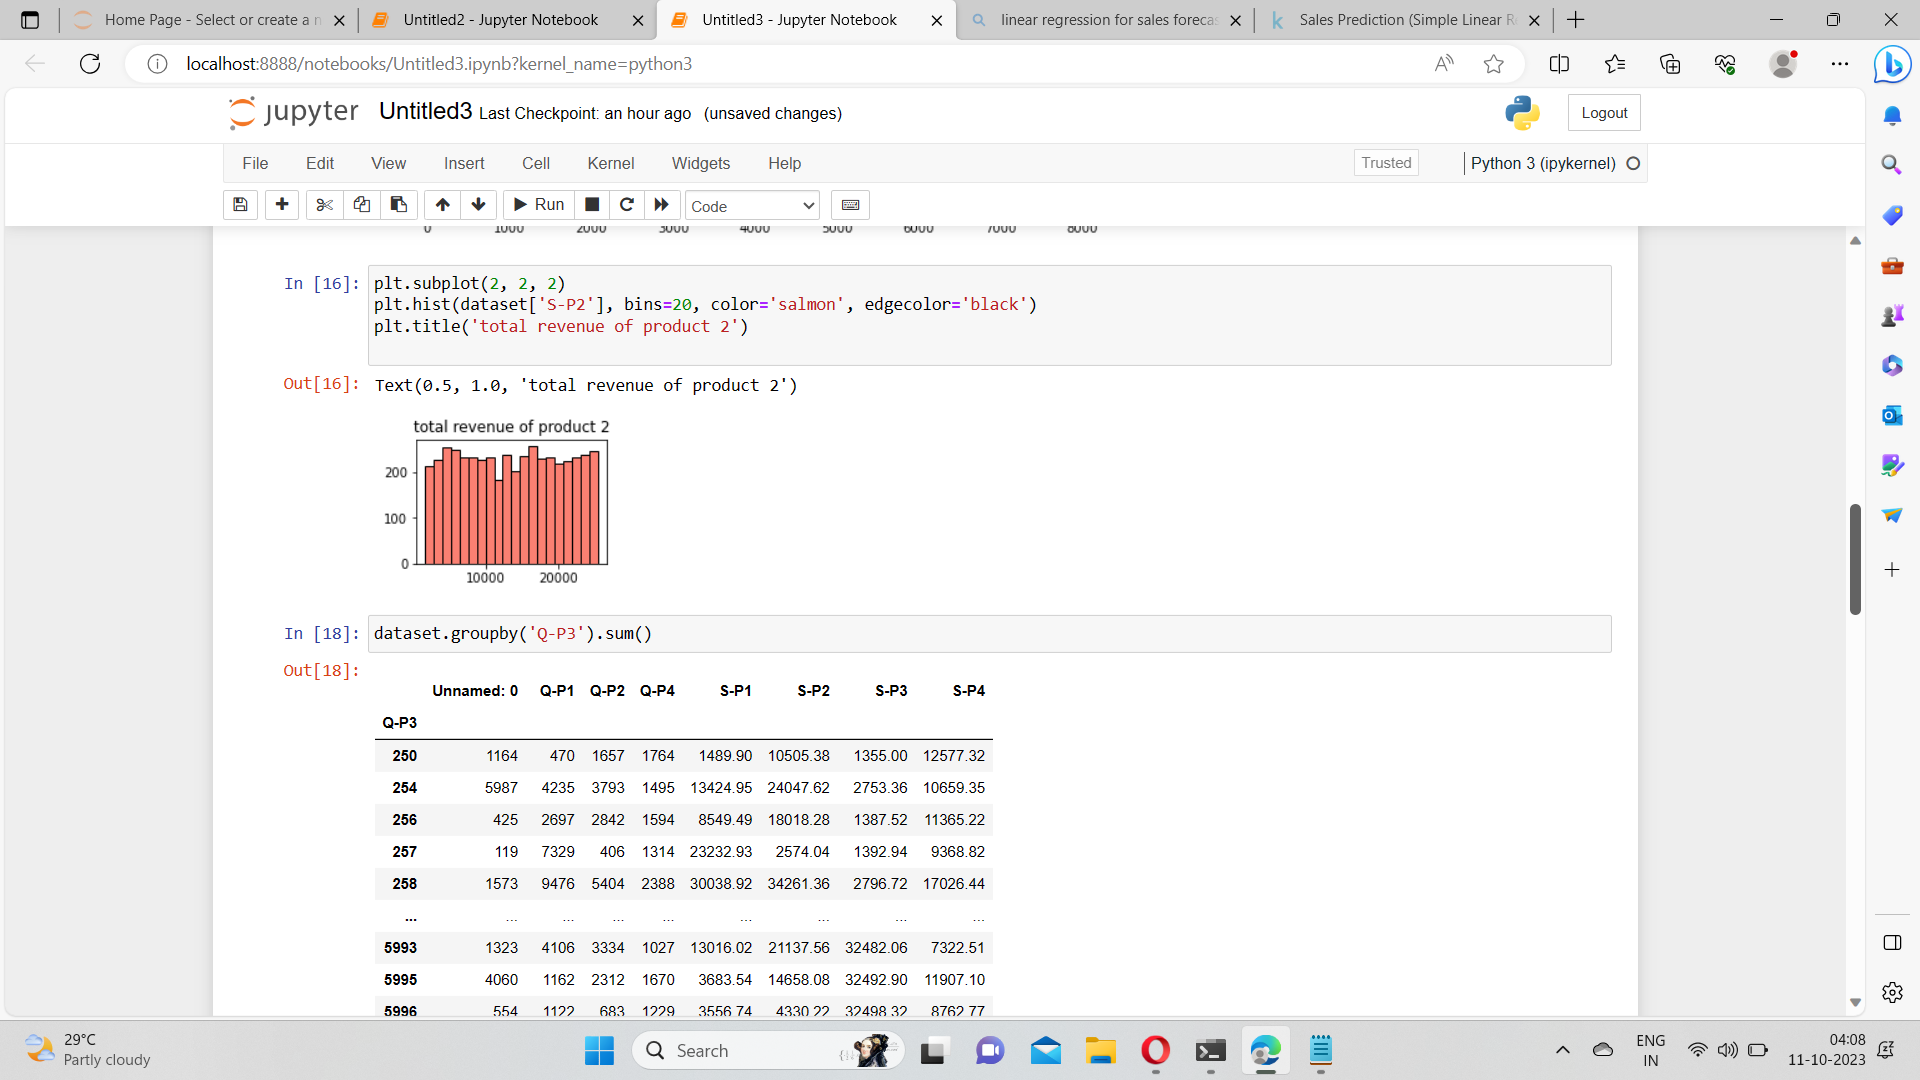 Home Page - Select or create a n
Untitled2 - Jupyter Notebook
Untitled3 - Jupyter Notebook
linear regression for sales forecas
Sales Prediction (Simple Linear Re
localhost:8888/notebooks/Untitled3.ipynb?kernel_name=python3
jupyter Untitled3 Last Checkpoint: an hour ago (unsaved changes)
Logout
File Edit View Insert Cell Kernel Widgets Help
Trusted
Python 3 (ipykernel)
Run
Code
0 1000 2000 3000 4000 5000 6000 7000 8000
In [16]: plt.subplot(2, 2, 2)
plt.hist(dataset['S-P2'], bins=20, color='salmon', edgecolor='black')
plt.title('total revenue of product 2')
Out[16]: Text(0.5, 1.0, 'total revenue of product 2')
total revenue of product 2
200
100
0
10000 20000
In [18]: dataset.groupby('Q-P3').sum()
Out[18]:
Unnamed: 0 Q-P1 Q-P2 Q-P4 S-P1 S-P2 S-P3 S-P4
Q-P3
250 1164 470 1657 1764 1489.90 10505.38 1355.00 12577.32
254 5987 4235 3793 1495 13424.95 24047.62 2753.36 10659.35
256 425 2697 2842 1594 8549.49 18018.28 1387.52 11365.22
257 119 7329 406 1314 23232.93 2574.04 1392.94 9368.82
258 1573 9476 5404 2388 30038.92 34261.36 2796.72 17026.44
... ... ... ... ... ... ... ... ...
5993 1323 4106 3334 1027 13016.02 21137.56 32482.06 7322.51
5995 4060 1162 2312 1670 3683.54 14658.08 32492.90 11907.10
5996 554 1122 683 1229 3556.74 4330.22 32498.32 8762.77
29°C
Partly cloudy
Search
ENG
IN
04:08
11-10-2023